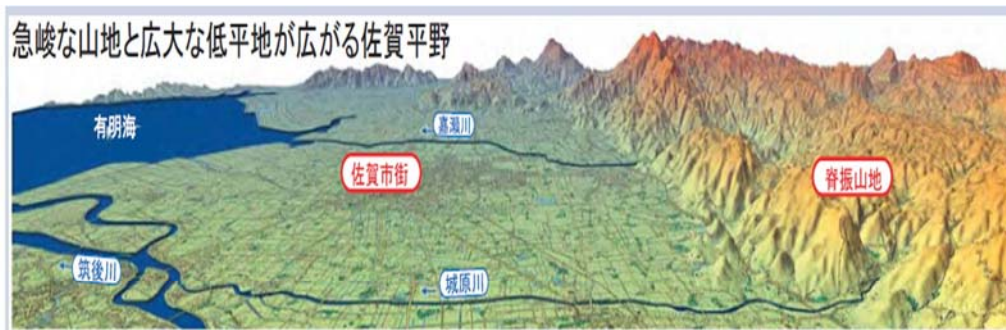 急峻な山地と広大な低平地が広がる佐賀平野
有明海
嘉瀬川
佐賀市街
脊振山地
筑後川
城原川